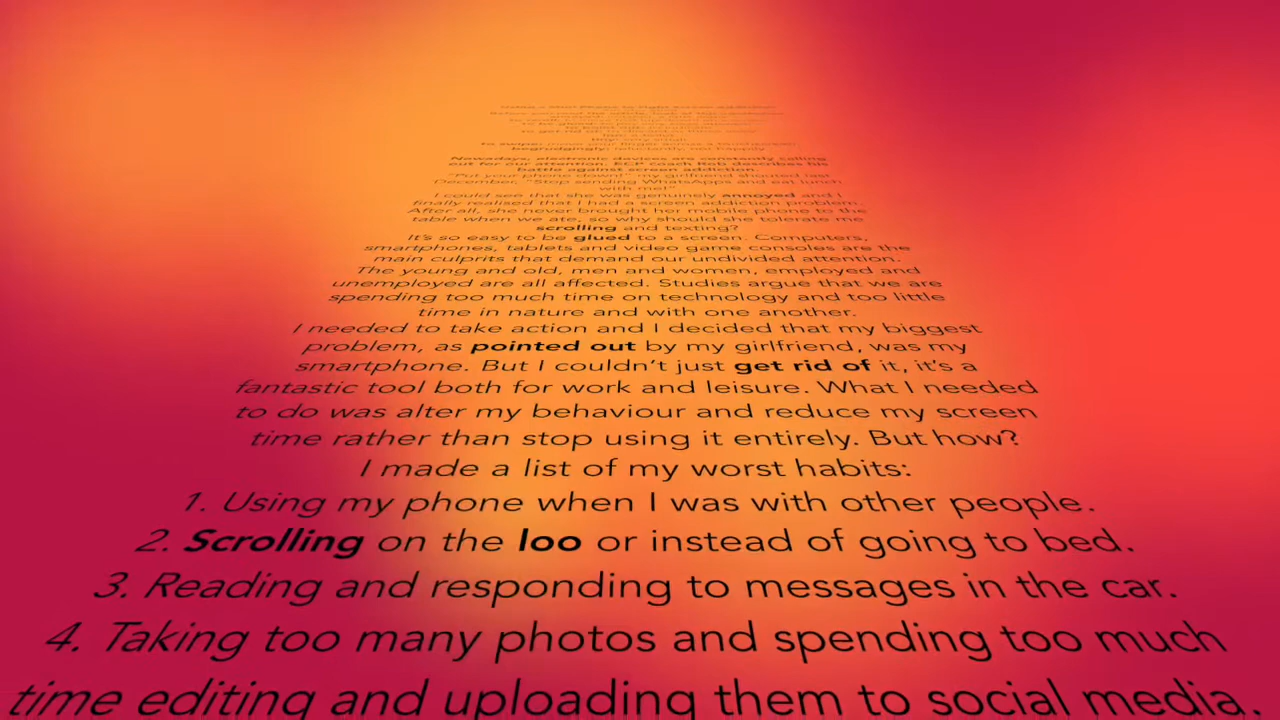 to get rid of:
begrudgingly: reluctantly, not happily
Nowadays, electronic devices are constantly calling
out for our attention. ECP coach Rob describes his
battle against screen addiction.
“Put your phone down!” my girlfriend shouted last
December. “Stop sending WhatsApps and eat lunch
with me!”
I could see that she was genuinely annoyed and I
finally realised that I had a screen addiction problem.
After all, she never brought her mobile phone to the
table when we ate, so why should she tolerate me
scrolling and texting?
It’s so easy to be glued to a screen. Computers,
smartphones, tablets and video game consoles are the
main culprits that demand our undivided attention.
The young and old, men and women, employed and
unemployed are all affected. Studies argue that we are
spending too much time on technology and too little
time in nature and with one another.
I needed to take action and I decided that my biggest
problem, as pointed out by my girlfriend, was my
smartphone. But I couldn’t just get rid of it, it’s a
fantastic tool both for work and leisure. What I needed
to do was alter my behaviour and reduce my screen
time rather than stop using it entirely. But how?
I made a list of my worst habits:
1. Using my phone when I was with other people.
2. Scrolling on the loo or instead of going to bed.
3. Reading and responding to messages in the car.
4. Taking too many photos and spending too much
time editing and uploading them to social media.